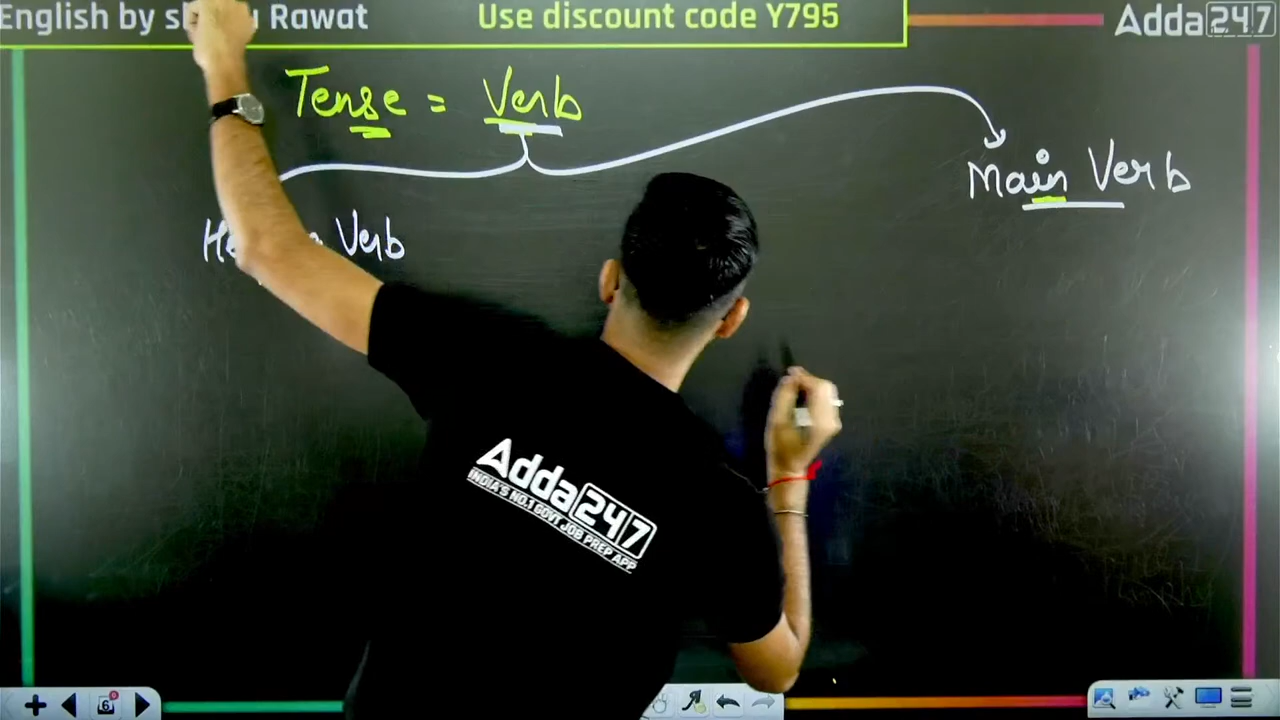 English by Rawat Use discount code Y795
Adda247
Tense = Verb
Main Verb
Verb
Adda247
INDIA'S NO.1 GOVT JOB PREP APP
6